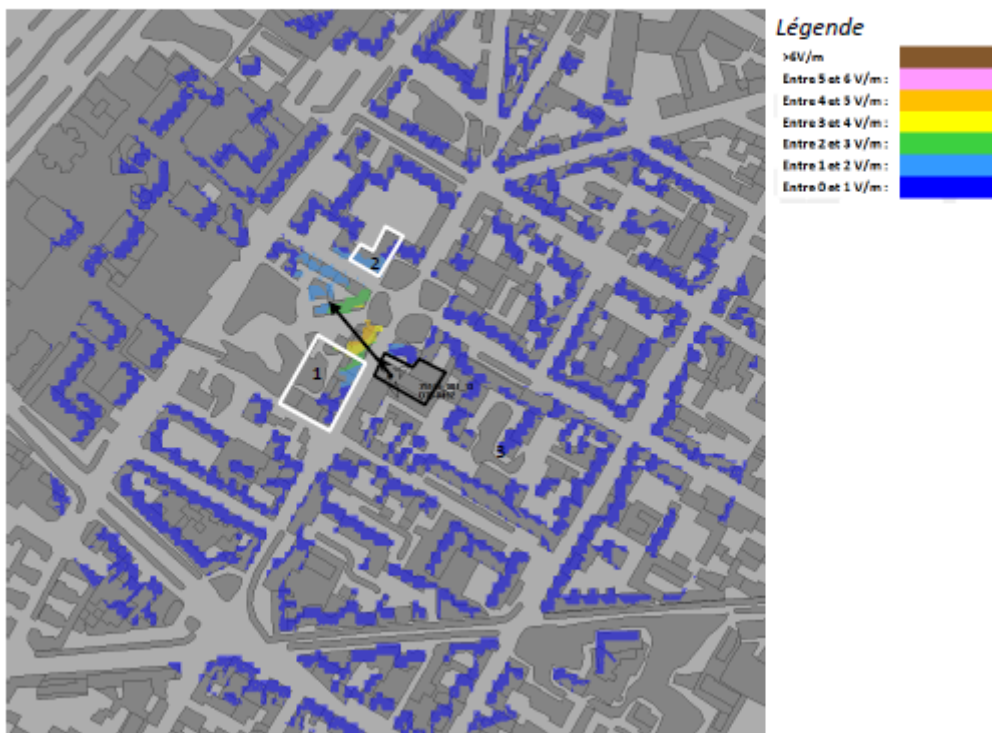 Légende
>6V/m
Entre 5 et 6 V/m :
Entre 4 et 5 V/m :
Entre 3 et 4 V/m :
Entre 2 et 3 V/m :
Entre 1 et 2 V/m :
Entre 0 et 1 V/m :
2
1
3